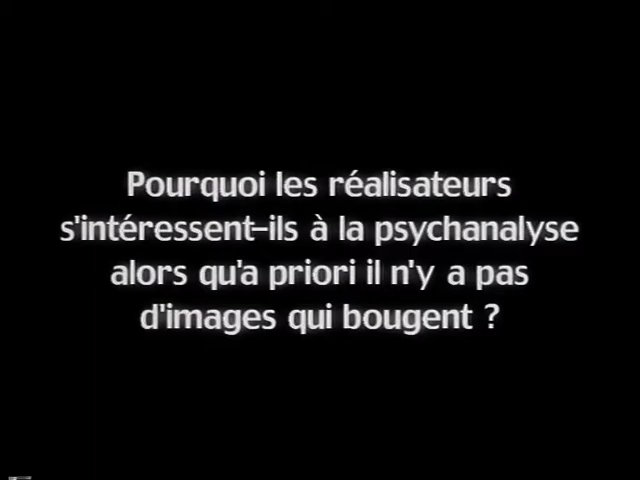 Pourquoi les réalisateurs
s'intéressent-ils à la psychanalyse
alors qu'a priori il n'y a pas
d'images qui bougent ?